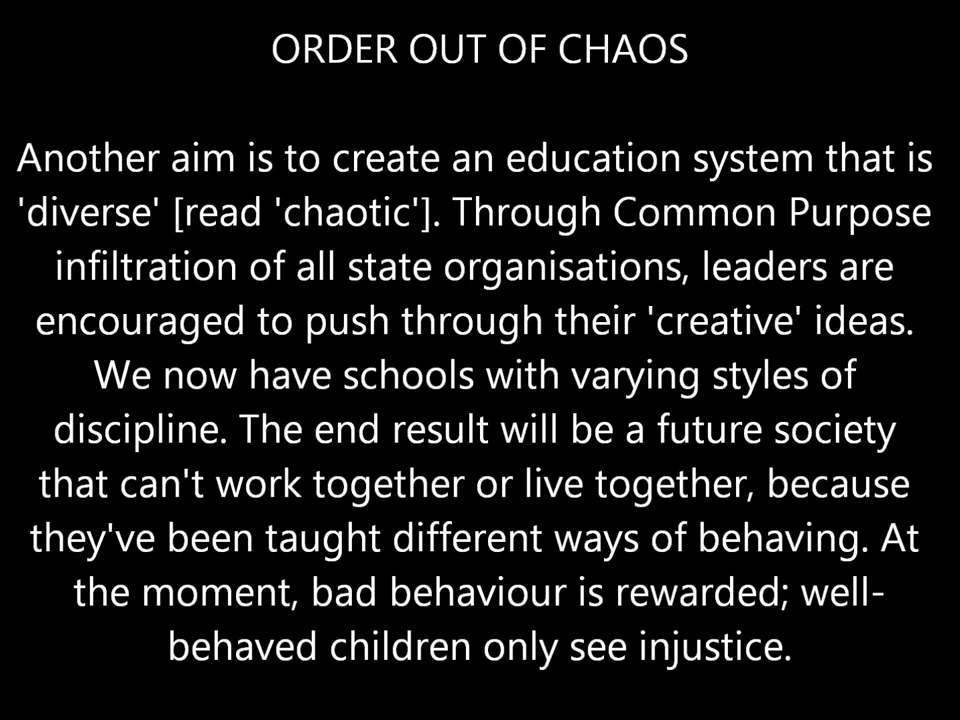 ORDER OUT OF CHAOS
Another aim is to create an education system that is
'diverse' [read 'chaotic']. Through Common Purpose
infiltration of all state organisations, leaders are
encouraged to push through their 'creative' ideas.
We now have schools with varying styles of
discipline. The end result will be a future society
that can't work together or live together, because
they've been taught different ways of behaving. At
the moment, bad behaviour is rewarded; well-
behaved children only see injustice.